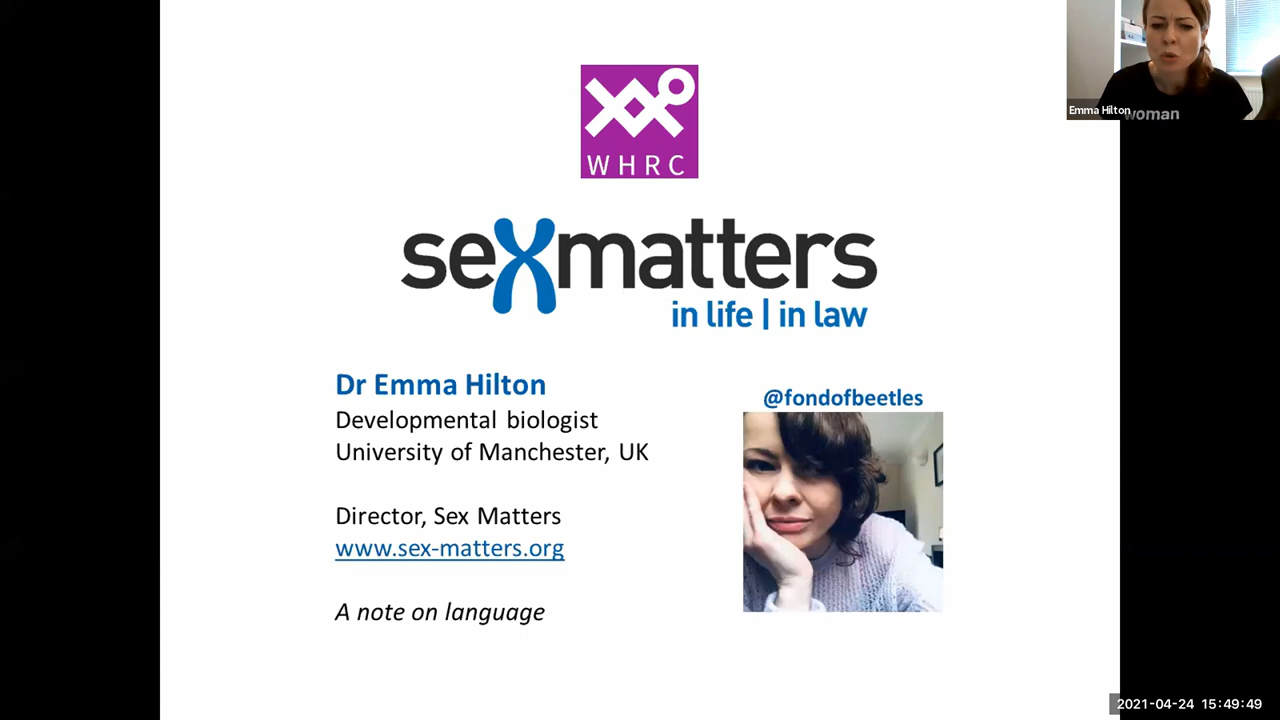 WHRC
sexmatters
in life | in law
Dr Emma Hilton
Developmental biologist
University of Manchester, UK
Director, Sex Matters
www.sex-matters.org
A note on language
@fondofbeetles
Emma Hilton
woman
2021-04-24 15:49:49